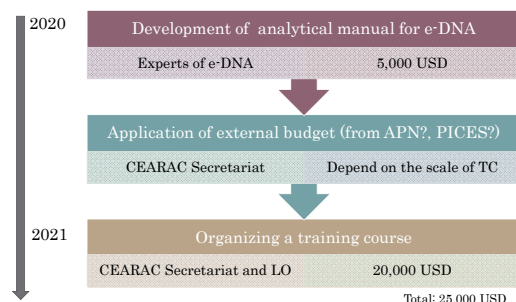 2020
Development of analytical manual for e-DNA
Experts of e-DNA 5,000 USD
Application of external budget (from APN?, PICES?)
CEARAC Secretariat Depend on the scale of TC
2021
Organizing a training course
CEARAC Secretariat and LO 20,000 USD
Total: 25,000 USD